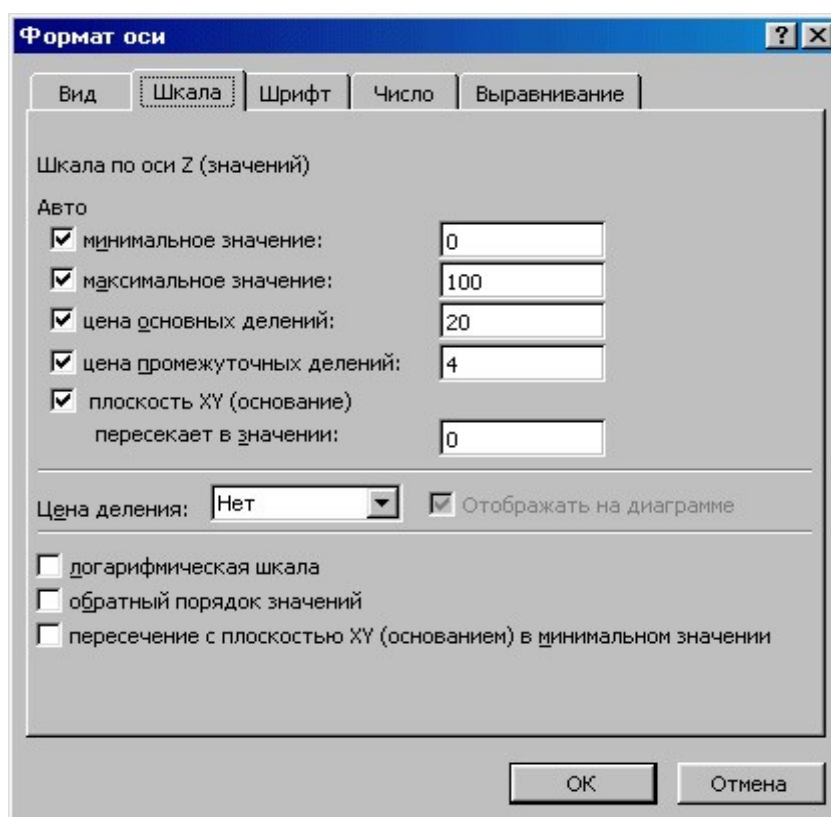 Формат оси
Вид Шкала Шрифт Число Выравнивание
Шкала по оси Z (значений)
Авто
минимальное значение: 0
максимальное значение: 100
цена основных делений: 20
цена промежуточных делений: 4
плоскость XY (основание)
пересекает в значении: 0
Цена деления: Нет Отображать на диаграмме
логарифмическая шкала
обратный порядок значений
пересечение с плоскостью XY (основанием) в минимальном значении
ОК Отмена